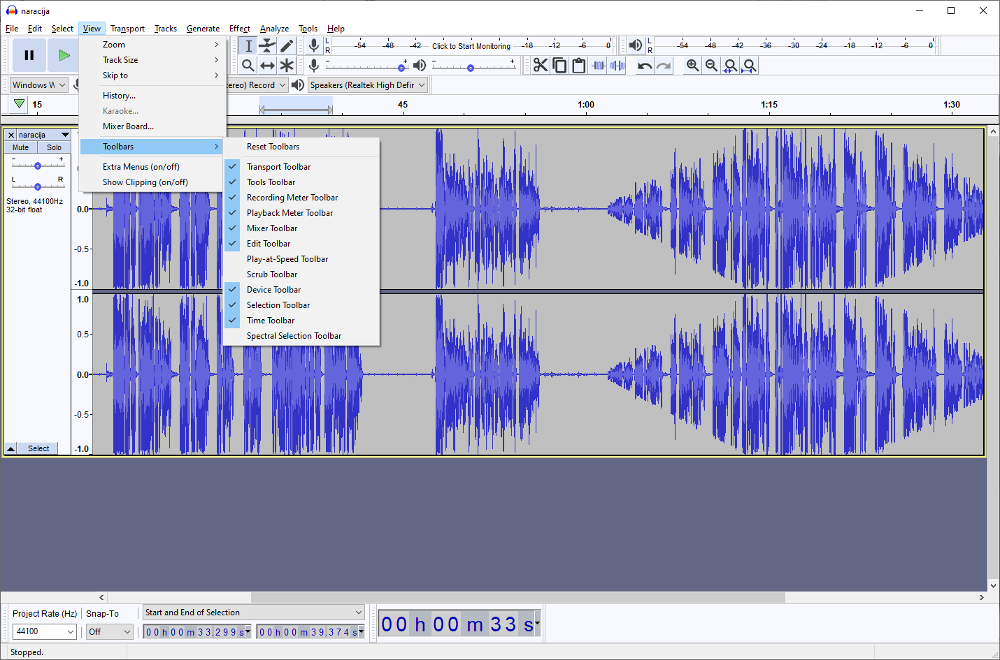 naracija
File Edit Select View Transport Tracks Generate Effect Analyze Tools Help
L
R
-54 -48 -42 Click to Start Monitoring -18 -12 -6 0
L
R
-54 -48 -42 -36 -30 -24 -18 -12 -6 0
- +
- +
Windows W
tereo) Record
Speakers (Realtek High Defir
15 45 1:00 1:15 1:30
naracija
Mute Solo
- +
L R
Stereo, 44100Hz
32-bit float
Select
0.0
-0.5
-1.0
1.0
0.5
0.0
-0.5
-1.0
Zoom
Track Size
Skip to
History...
Karaoke...
Mixer Board...
Toolbars
Extra Menus (on/off)
Show Clipping (on/off)
Reset Toolbars
Transport Toolbar
Tools Toolbar
Recording Meter Toolbar
Playback Meter Toolbar
Mixer Toolbar
Edit Toolbar
Play-at-Speed Toolbar
Scrub Toolbar
Device Toolbar
Selection Toolbar
Time Toolbar
Spectral Selection Toolbar
Project Rate (Hz) Snap-To
Start and End of Selection
44100 Off
00 h 00 m 33.299 s
00 h 00 m 39.374 s
00 h 00 m 33 s
Stopped.